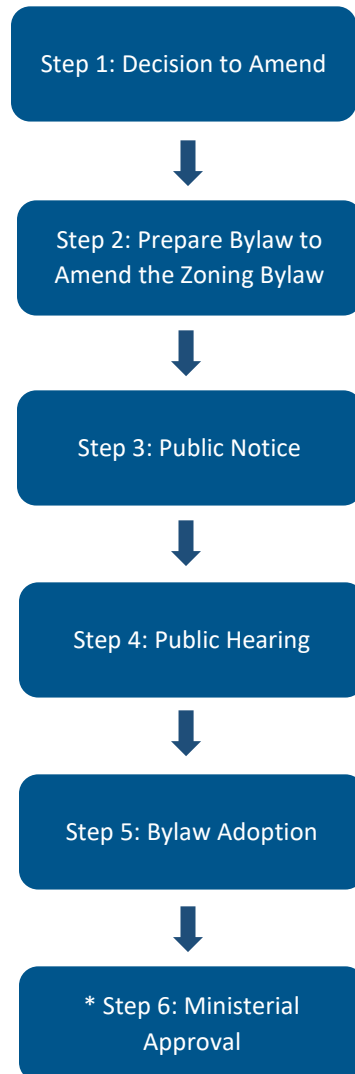 Step 1: Decision to Amend
Step 2: Prepare Bylaw to
Amend the Zoning Bylaw
Step 3: Public Notice
Step 4: Public Hearing
Step 5: Bylaw Adoption
* Step 6: Ministerial
Approval